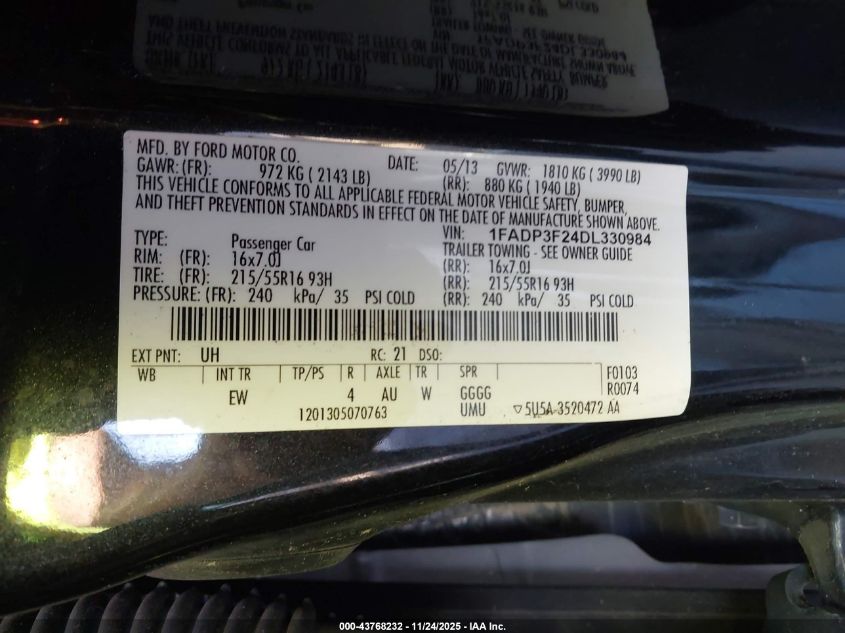 MFD. BY FORD MOTOR CO. DATE: 05/13 GVWR: 1810 KG ( 3990 LB)
GAWR: (FR): 972 KG ( 2143 LB) (RR): 880 KG ( 1940 LB)
THIS VEHICLE CONFORMS TO ALL APPLICABLE FEDERAL MOTOR VEHICLE SAFETY, BUMPER,
AND THEFT PREVENTION STANDARDS IN EFFECT ON THE DATE OF MANUFACTURE SHOWN ABOVE.
VIN: 1FADP3F24DL330984
TYPE: Passenger Car TRAILER TOWING - SEE OWNER GUIDE
RIM: (FR): 16x7.0J (RR): 16x7.0J
TIRE: (FR): 215/55R16 93H (RR): 215/55R16 93H
PRESSURE: (FR): 240 kPa/ 35 PSI COLD (RR): 240 kPa/ 35 PSI COLD
EXT PNT: UH RC: 21 DSO:
WB INT TR TP/PS R AXLE TR SPR F0103
EW 4 AU W GGGG R0074
1201305070763 UMU ▽5U5A-3520472 AA
000-43768232 - 11/24/2025 - IAA Inc.